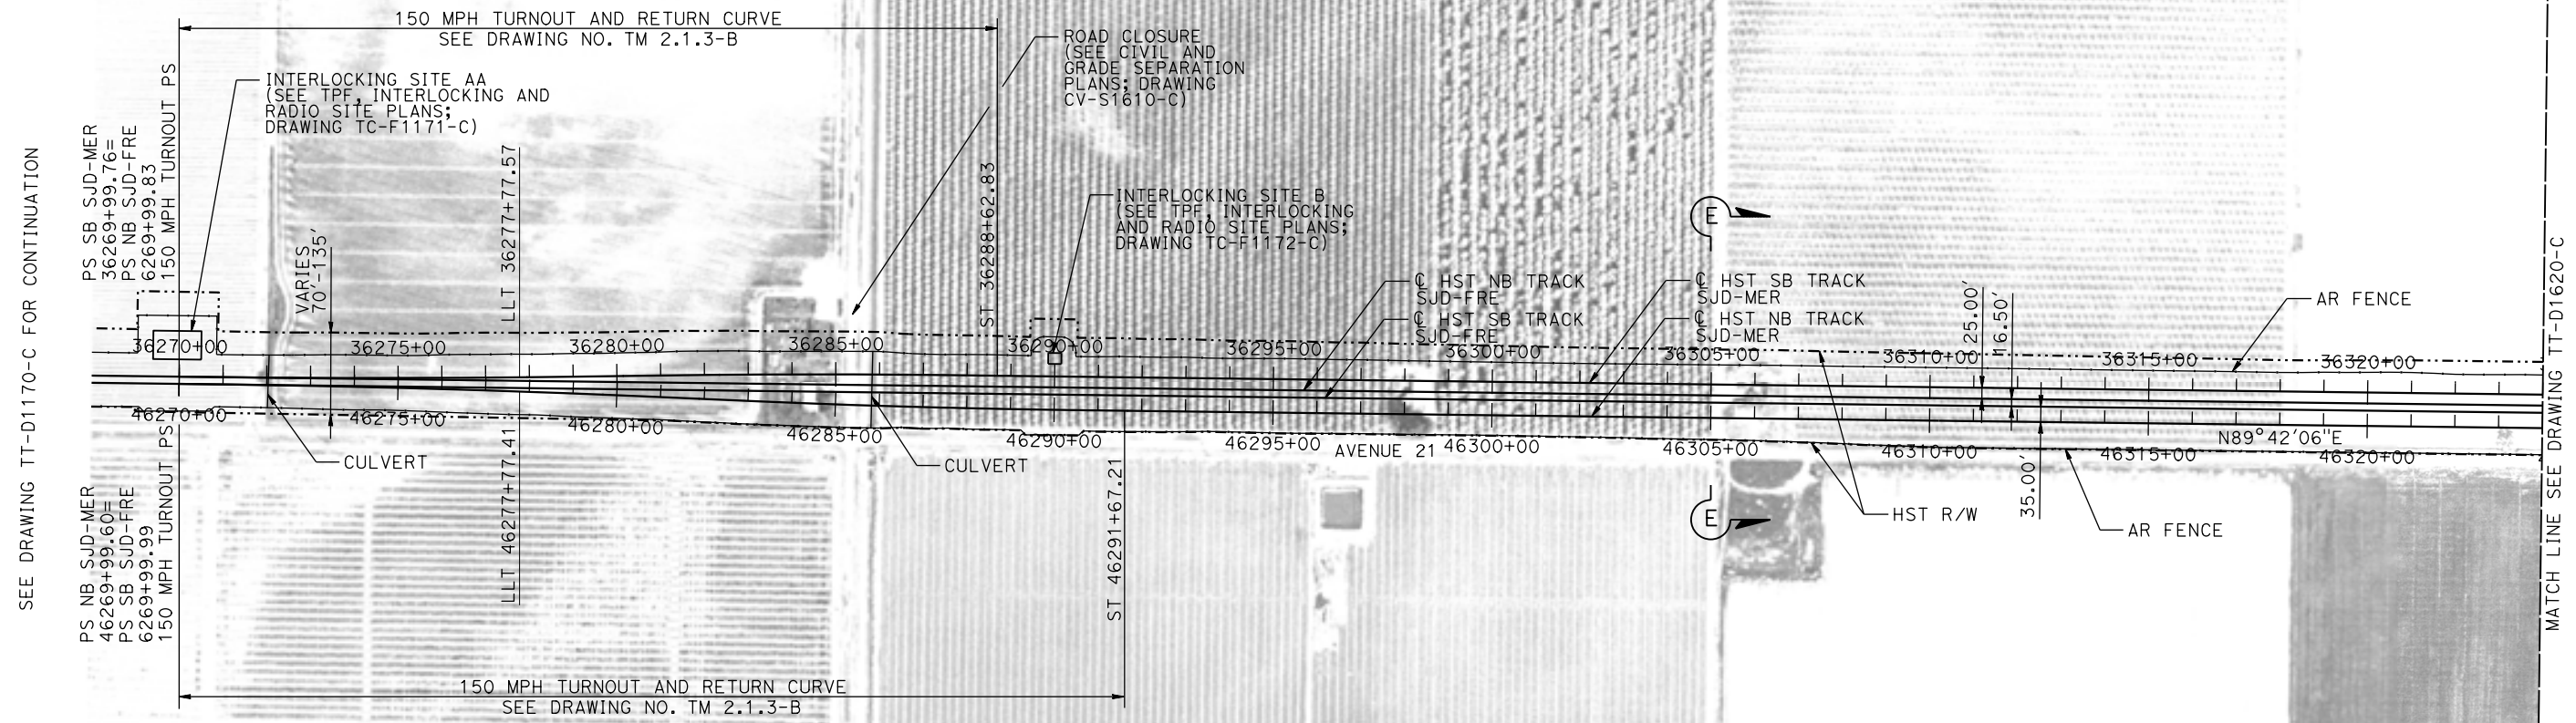 150 MPH TURNOUT AND RETURN CURVE
SEE DRAWING NO. TM 2.1.3-B
INTERLOCKING SITE AA
(SEE TPF, INTERLOCKING AND
RADIO SITE PLANS;
DRAWING TC-F1171-C)
ROAD CLOSURE
(SEE CIVIL AND
GRADE SEPARATION
PLANS; DRAWING
CV-S1610-C)
SEE DRAWING TT-D1170-C FOR CONTINUATION
PS SB SJD-MER
36269+99.76=
PS NB SJD-FRE
6269+99.83
150 MPH TURNOUT PS
VARIES
70'-135'
LLT 36277+77.57
ST 36288+62.83
INTERLOCKING SITE B
(SEE TPF, INTERLOCKING
AND RADIO SITE PLANS;
DRAWING TC-F1172-C)
E
℄ HST NB TRACK
SJD-FRE
℄ HST SB TRACK
SJD-FRE
℄ HST SB TRACK
SJD-MER
℄ HST NB TRACK
SJD-MER
25.00'
16.50'
AR FENCE
36270+00
36275+00
36280+00
36285+00
36290+00
36295+00
36300+00
36305+00
36310+00
36315+00
36320+00
46270+00
46275+00
46280+00
46285+00
46290+00
46295+00
46300+00
46305+00
46310+00
46315+00
46320+00
AVENUE 21
N89°42'06"E
CULVERT
CULVERT
PS NB SJD-MER
46269+99.60=
PS SB SJD-FRE
6269+99.99
150 MPH TURNOUT PS
LLT 46277+77.41
ST 46291+67.21
E
HST R/W
35.00'
AR FENCE
150 MPH TURNOUT AND RETURN CURVE
SEE DRAWING NO. TM 2.1.3-B
MATCH LINE SEE DRAWING TT-D1620-C